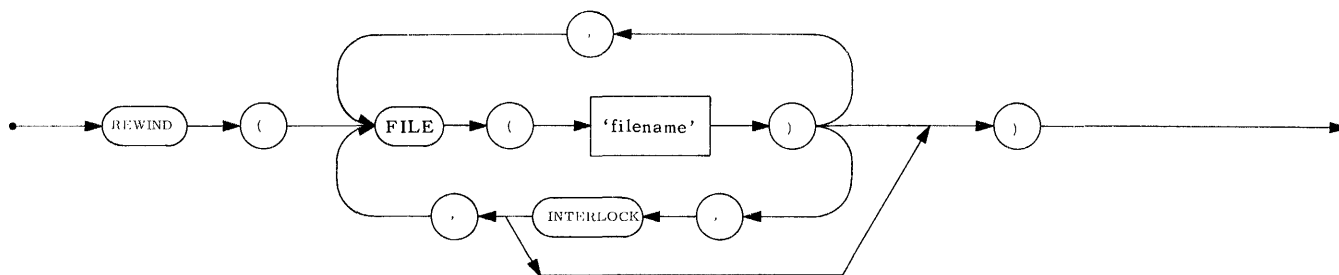 ,
REWIND ( FILE ( 'filename' ) )
, INTERLOCK ,